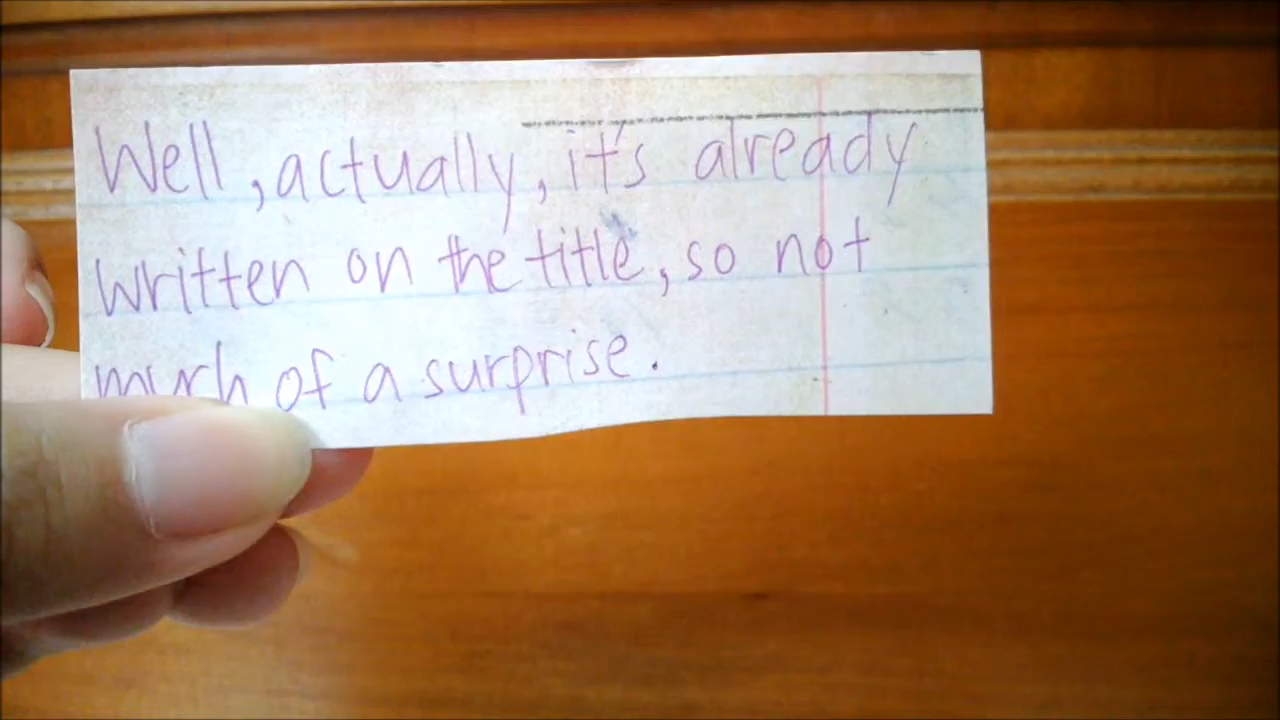 Well, actually, it's already
written on the title, so not
much of a surprise.